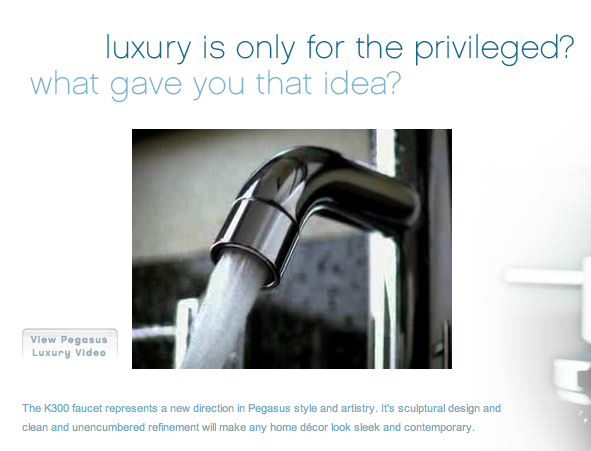 luxury is only for the privileged?
what gave you that idea?
View Pegasus
Luxury Video
The K300 faucet represents a new direction in Pegasus style and artistry. It's sculptural design and
clean and unencumbered refinement will make any home décor look sleek and contemporary.